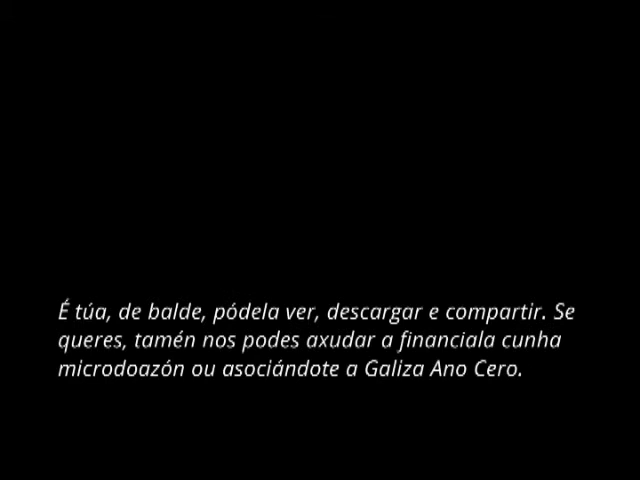 É túa, de balde, pódela ver, descargar e compartir. Se
queres, tamén nos podes axudar a financiala cunha
microdoazón ou asociándote a Galiza Ano Cero.